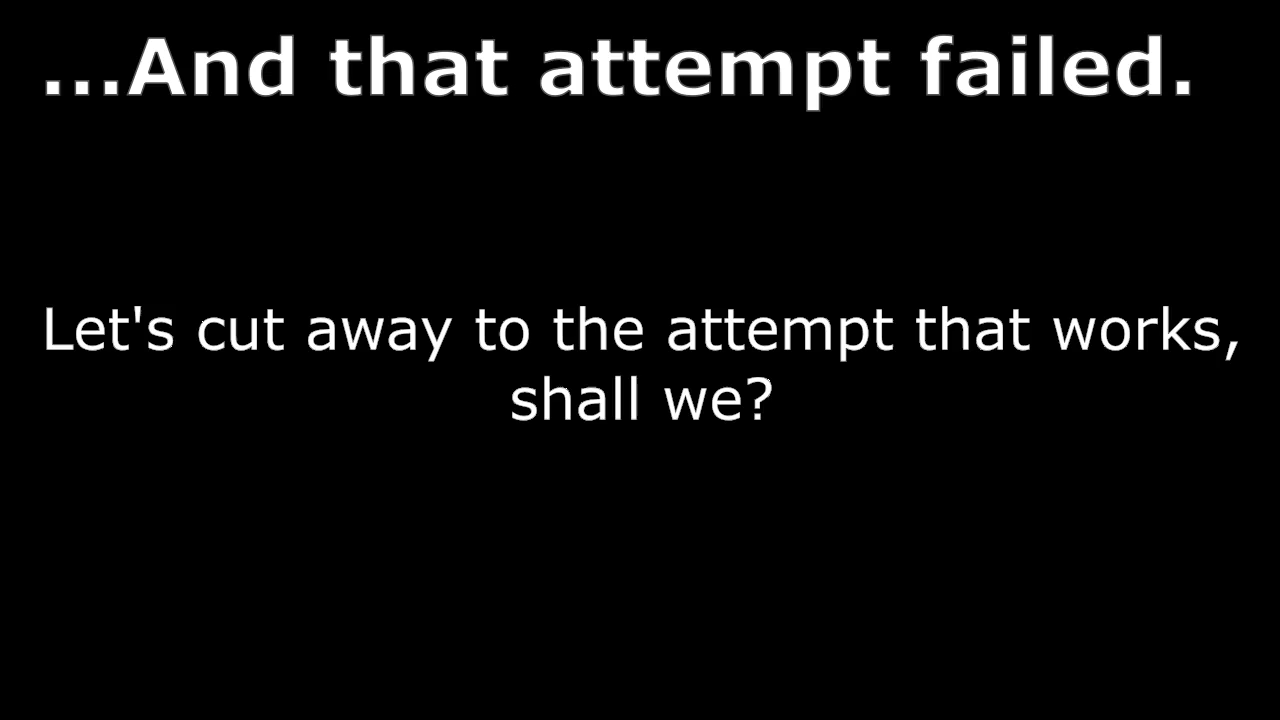 ...And that attempt failed.
Let's cut away to the attempt that works,
shall we?